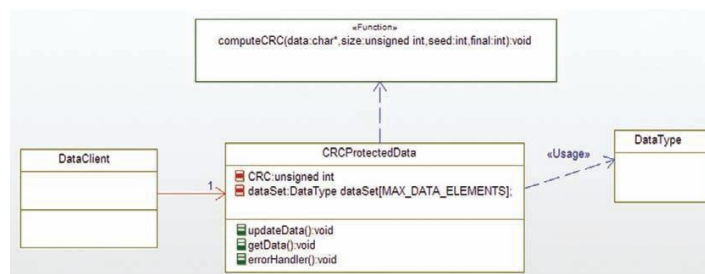 «Function»
computeCRC(data:char*,size:unsigned int,seed:int,final:int):void
DataClient
1
CRCProtectedData
CRC:unsigned int
dataSet:DataType dataSet[MAX_DATA_ELEMENTS];
updateData():void
getData():void
errorHandler():void
«Usage»
DataType